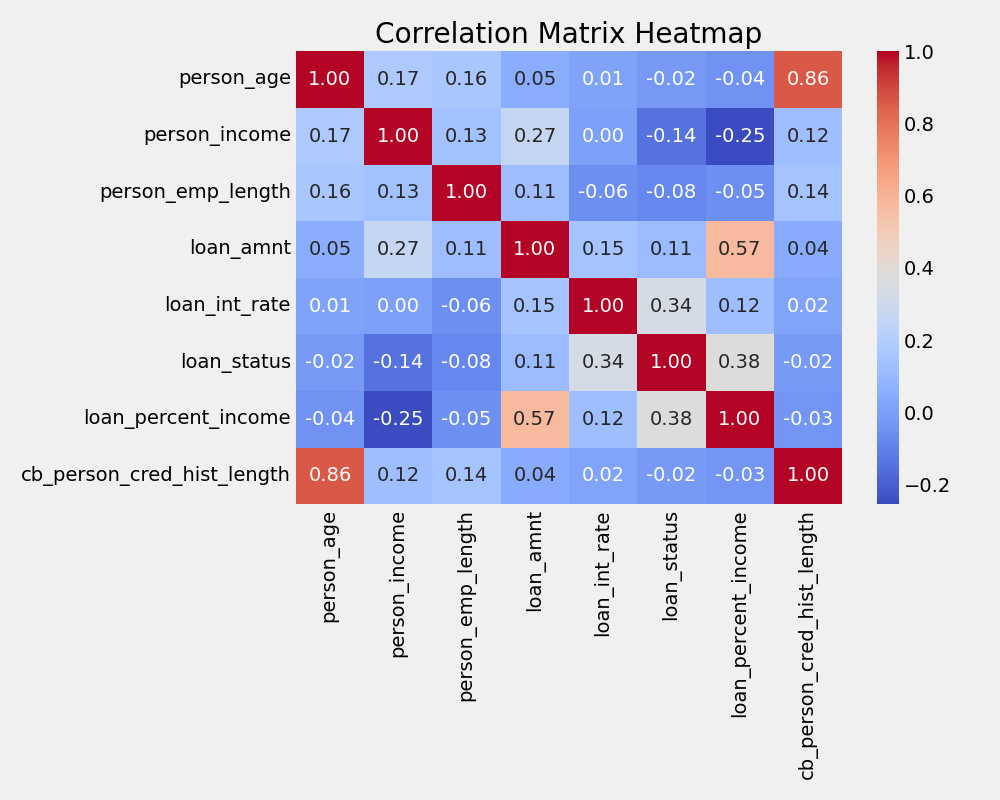 Correlation Matrix Heatmap
person_age 1.00 0.17 0.16 0.05 0.01 -0.02 -0.04 0.86
person_income 0.17 1.00 0.13 0.27 0.00 -0.14 -0.25 0.12
person_emp_length 0.16 0.13 1.00 0.11 -0.06 -0.08 -0.05 0.14
loan_amnt 0.05 0.27 0.11 1.00 0.15 0.11 0.57 0.04
loan_int_rate 0.01 0.00 -0.06 0.15 1.00 0.34 0.12 0.02
loan_status -0.02 -0.14 -0.08 0.11 0.34 1.00 0.38 -0.02
loan_percent_income -0.04 -0.25 -0.05 0.57 0.12 0.38 1.00 -0.03
cb_person_cred_hist_length 0.86 0.12 0.14 0.04 0.02 -0.02 -0.03 1.00
person_age
person_income
person_emp_length
loan_amnt
loan_int_rate
loan_status
loan_percent_income
cb_person_cred_hist_length
1.0
0.8
0.6
0.4
0.2
0.0
−0.2